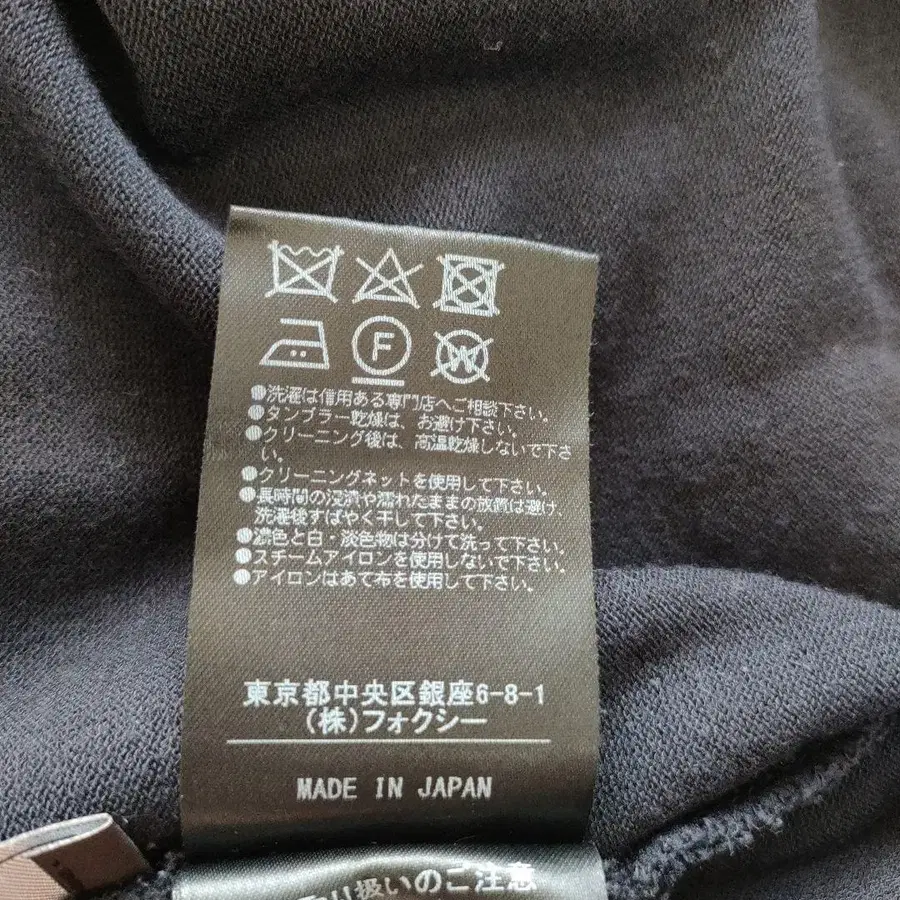 F
W
●洗濯は信用ある専門店へご相談下さい。
●タンブラー乾燥は、お避け下さい。
●クリーニング後は、高温乾燥しないで下さ
い。
●クリーニングネットを使用して下さい。
●長時間の浸漬や濡れたままの放置は避け、
洗濯後すばやく干して下さい。
●濃色と白・淡色物は分けて洗って下さい。
●スチームアイロンを使用しないで下さい。
●アイロンはあて布を使用して下さい。
東京都中央区銀座6-8-1
(株)フォクシー
MADE IN JAPAN
り扱いのご注意